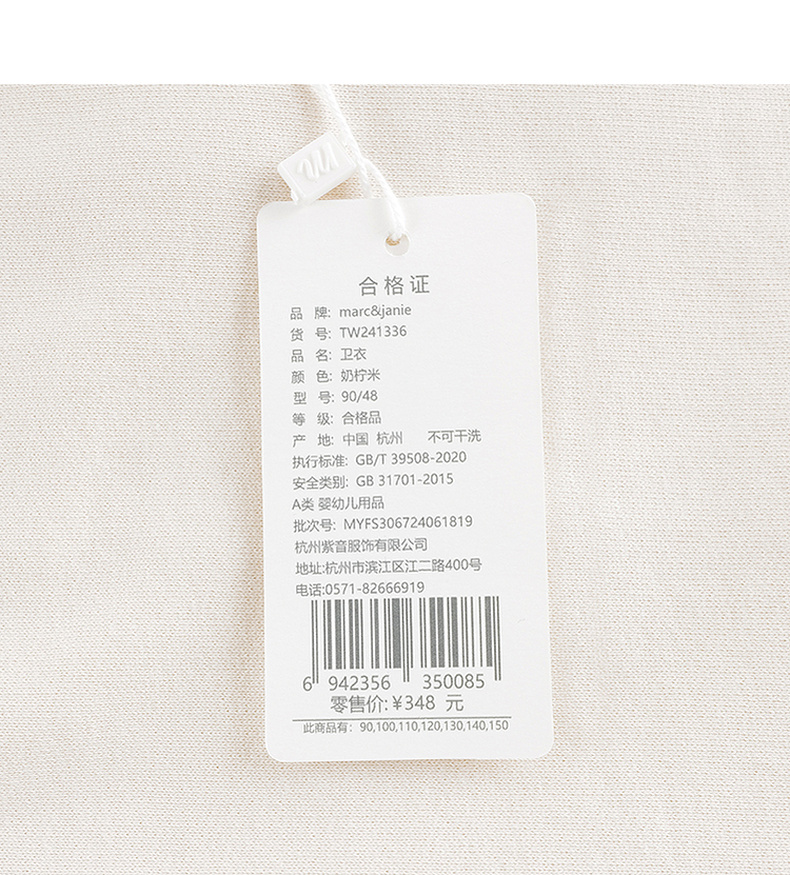 m
合格证
品 牌: marc&janie
货 号: TW241336
品 名: 卫衣
颜 色: 奶柠米
型 号: 90/48
等 级: 合格品
产 地: 中国 杭州 不可干洗
执行标准: GB/T 39508-2020
安全类别: GB 31701-2015
A类 婴幼儿用品
批次号: MYFS306724061819
杭州紫音服饰有限公司
地址:杭州市滨江区江二路400号
电话:0571-82666919
6 942356 350085
零售价:¥348 元
此商品有: 90,100,110,120,130,140,150